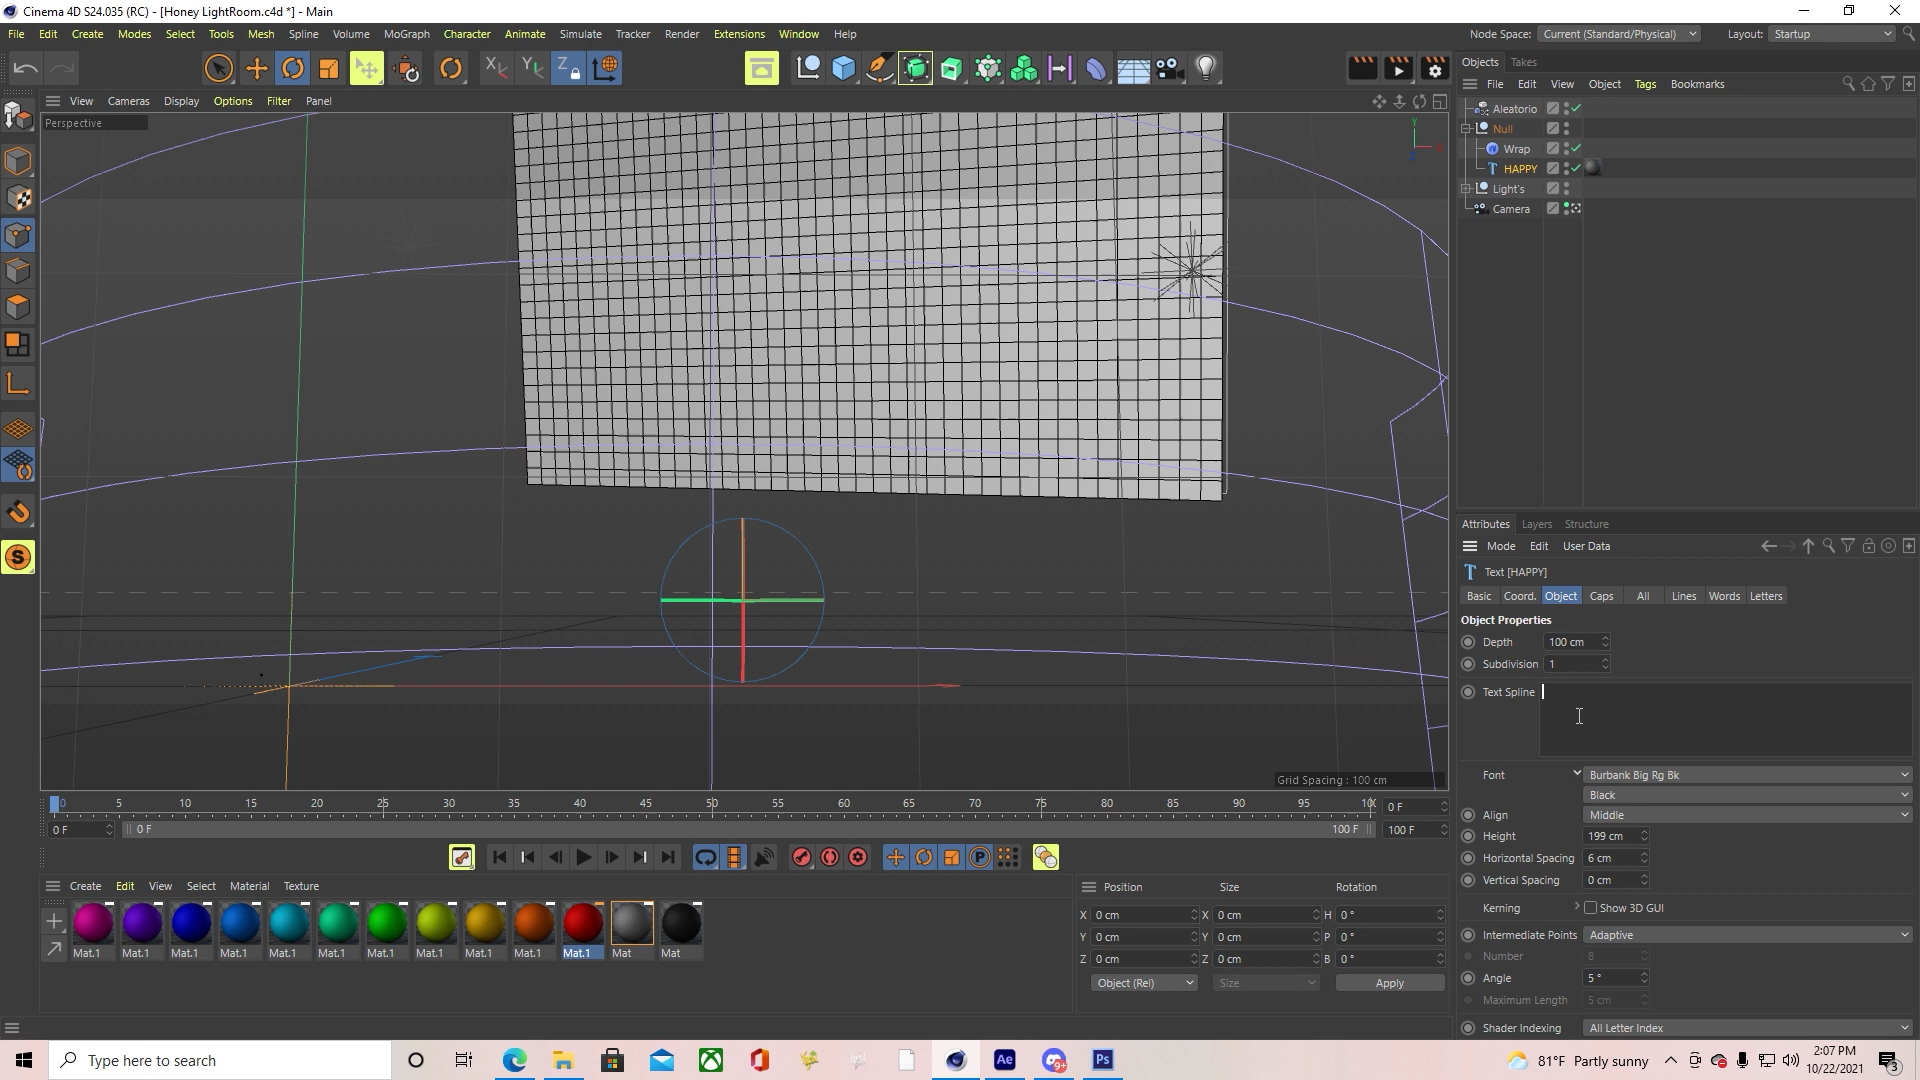 Cinema 4D S24.035 (RC) - [Honey LightRoom.c4d *] - Main
File Edit Create Modes Select Tools Mesh Spline Volume MoGraph Character Animate Simulate Tracker Render Extensions Window Help
Node Space: Current (Standard/Physical) Layout: Startup
Objects Takes
File Edit View Object Tags Bookmarks
View Cameras Display Options Filter Panel
Perspective
Aleatorio
Null
Wrap
HAPPY
Light's
Camera
Attributes Layers Structure
Mode Edit User Data
Text [HAPPY]
Basic Coord. Object Caps All Lines Words Letters
Object Properties
Depth 100 cm
Subdivision 1
Text Spline
Font Burbank Big Rg Bk
Black
Align Middle
Height 199 cm
Horizontal Spacing 6 cm
Vertical Spacing 0 cm
Kerning Show 3D GUI
Intermediate Points Adaptive
Number 8
Angle 5 °
Maximum Length 5 cm
Shader Indexing All Letter Index
Grid Spacing : 100 cm
0 5 10 15 20 25 30 35 40 45 50 55 60 65 70 75 80 85 90 95 10 0 F
0 F 0 F 100 F 100 F
Create Edit View Select Material Texture
Mat.1 Mat.1 Mat.1 Mat.1 Mat.1 Mat.1 Mat.1 Mat.1 Mat.1 Mat.1 Mat.1 Mat Mat
Position Size Rotation
X 0 cm X 0 cm H 0 °
Y 0 cm Y 0 cm P 0 °
Z 0 cm Z 0 cm B 0 °
Object (Rel) Size Apply
Type here to search
81°F Partly sunny
2:07 PM
10/22/2021